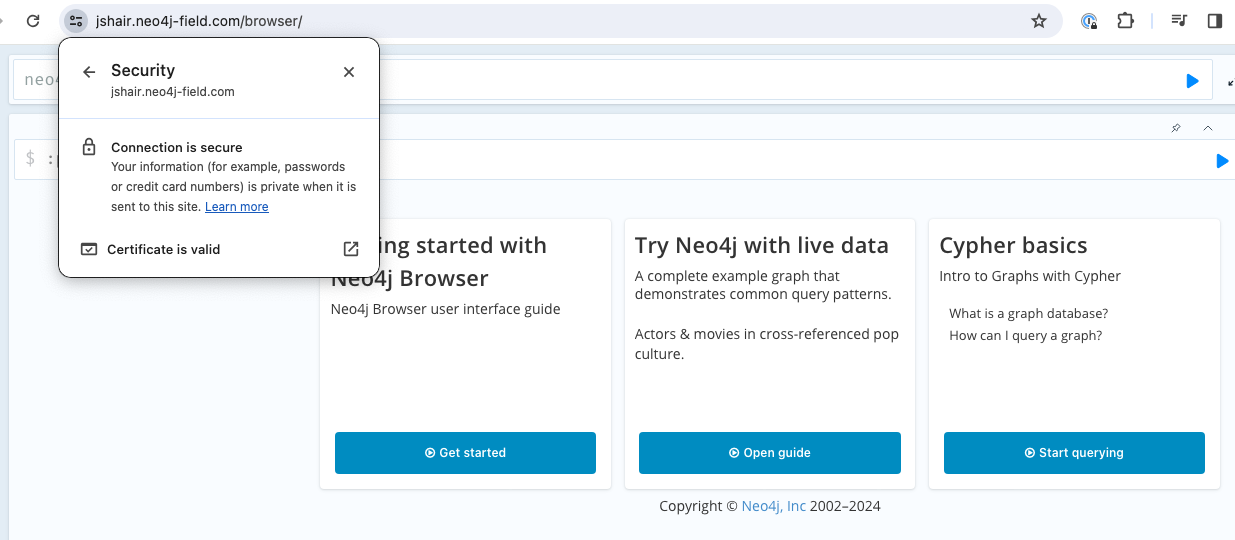 jshair.neo4j-field.com/browser/
Security
jshair.neo4j-field.com
Connection is secure
Your information (for example, passwords
or credit card numbers) is private when it is
sent to this site. Learn more
Certificate is valid
$ :
ing started with
Neo4j Browser
Neo4j Browser user interface guide
Get started
Try Neo4j with live data
A complete example graph that
demonstrates common query patterns.
Actors & movies in cross-referenced pop
culture.
Open guide
Cypher basics
Intro to Graphs with Cypher
What is a graph database?
How can I query a graph?
Start querying
Copyright © Neo4j, Inc 2002–2024